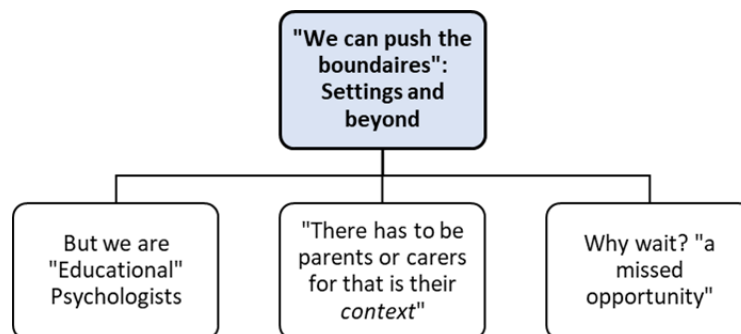 "We can push the
boundaires":
Settings and
beyond
But we are
"Educational"
Psychologists
"There has to be
parents or carers
for that is their
context"
Why wait? "a
missed
opportunity"